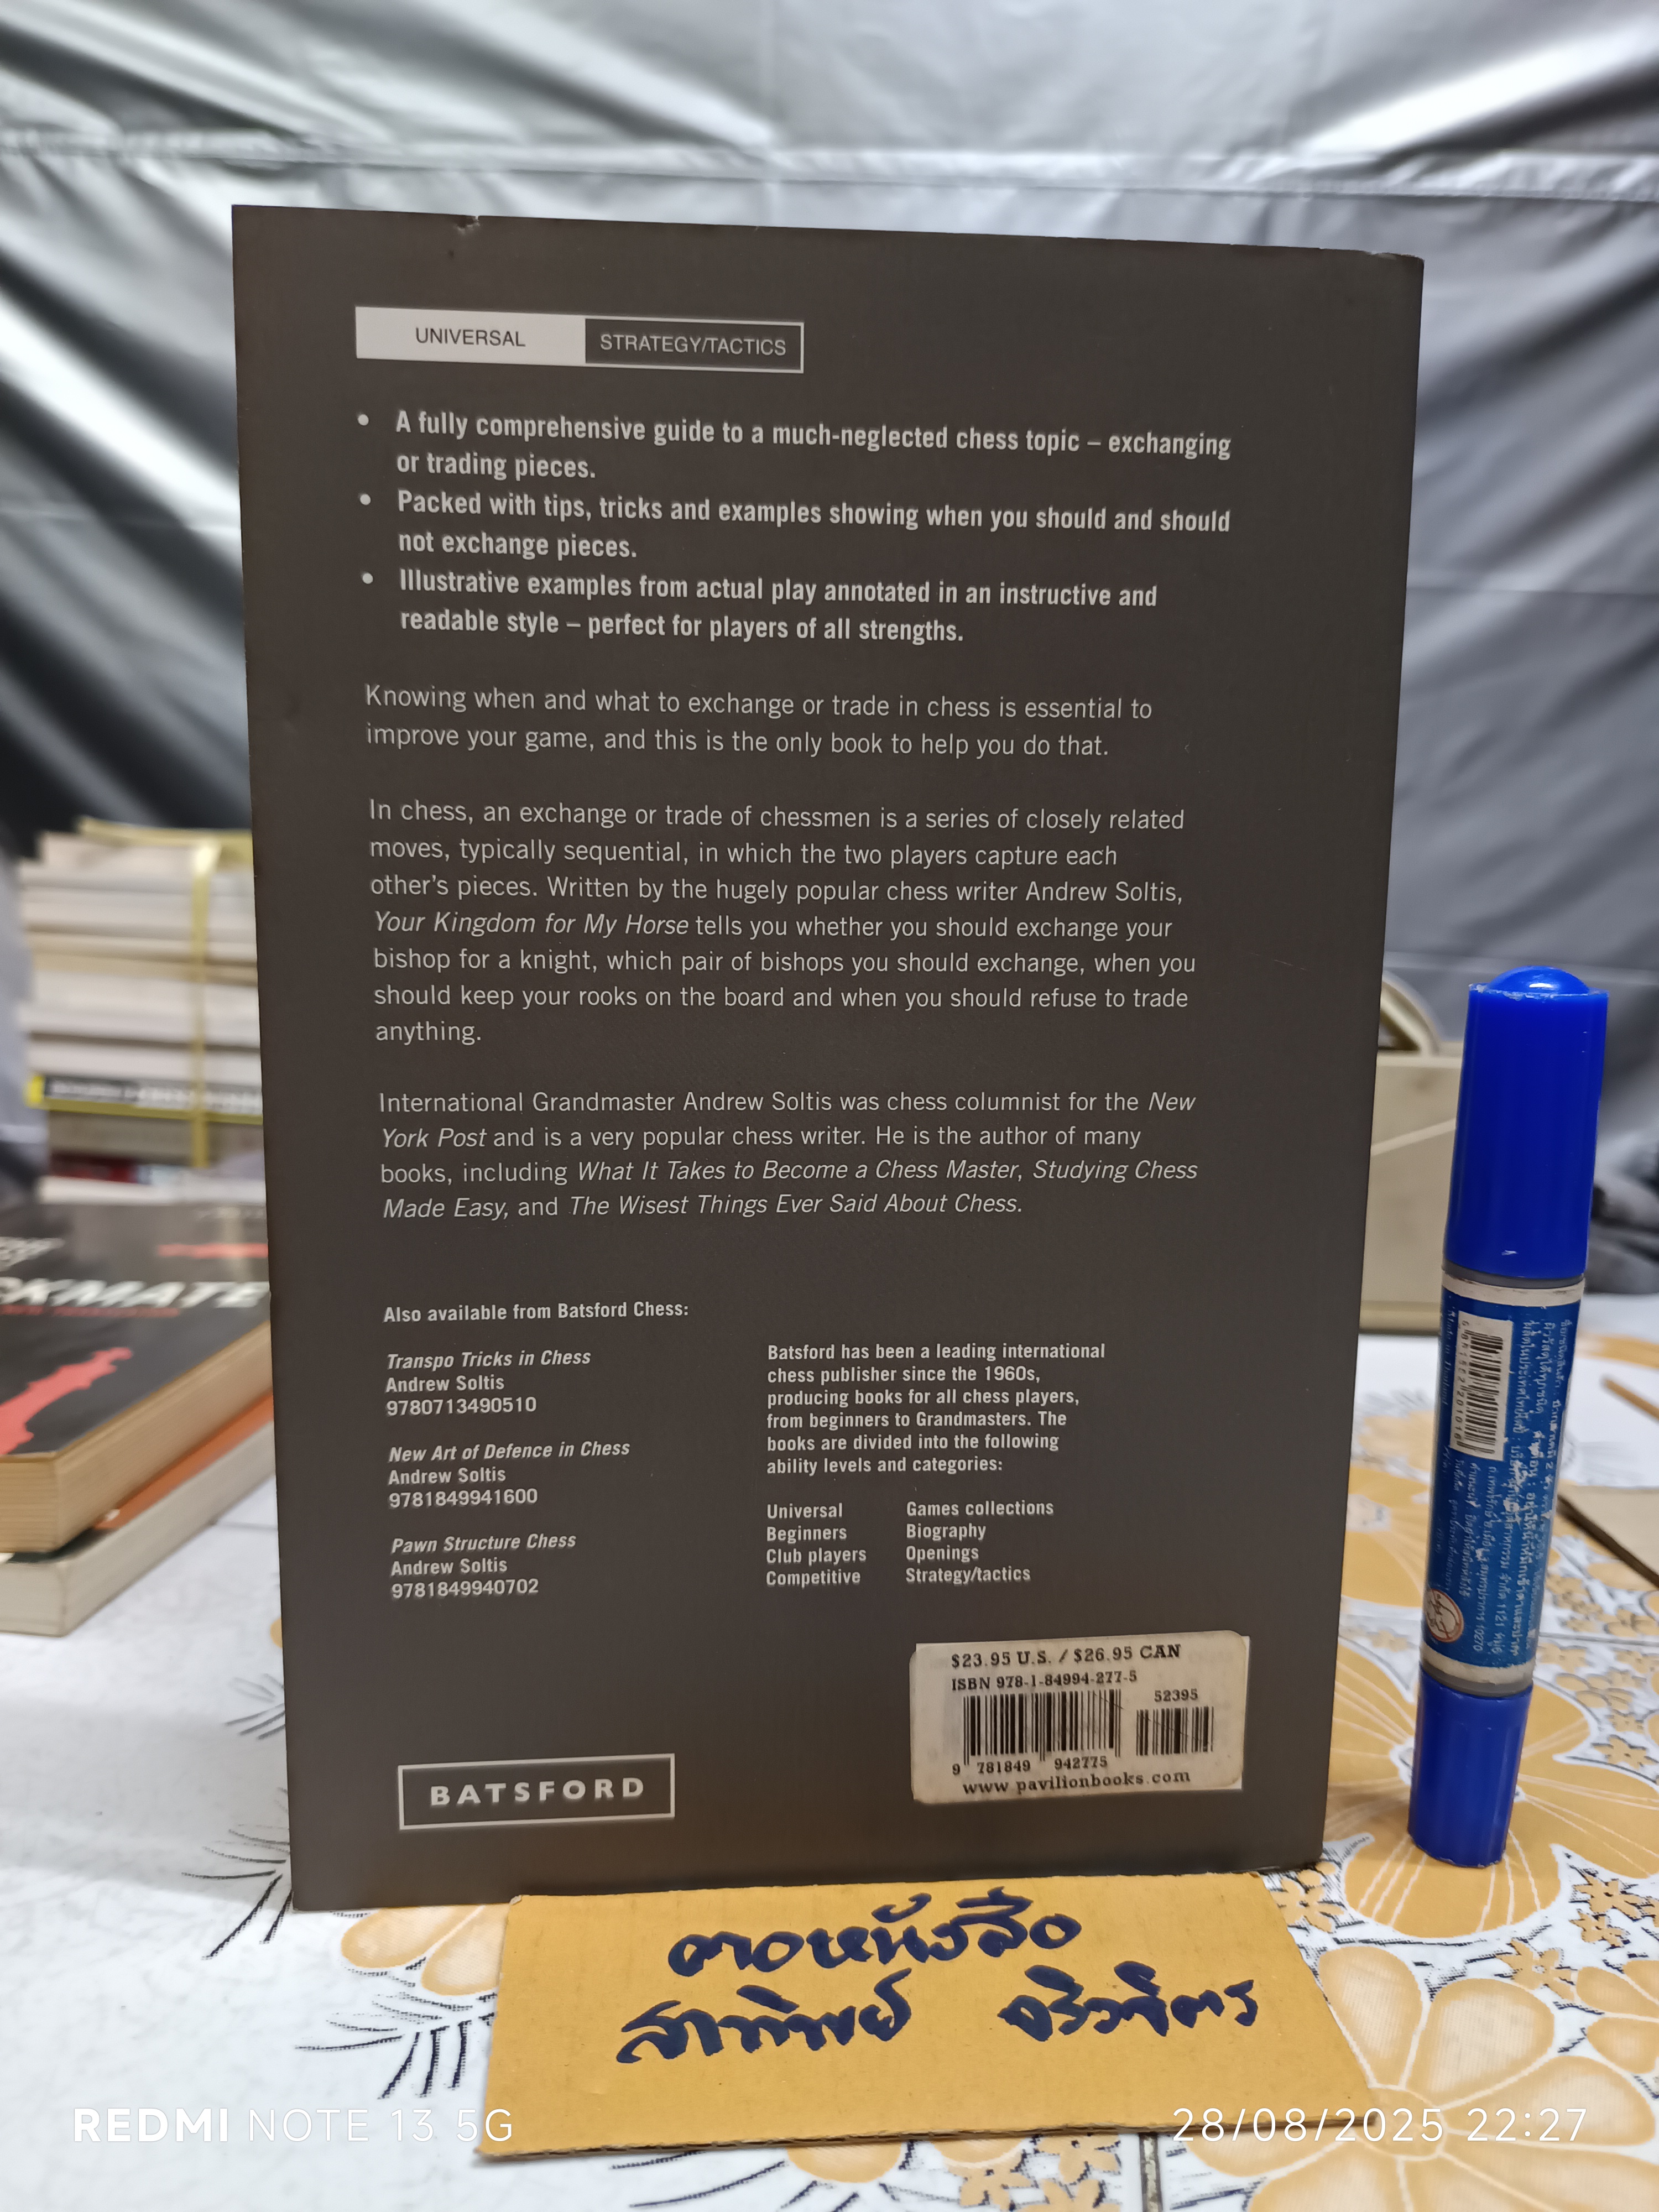 UNIVERSAL STRATEGY/TACTICS
• A fully comprehensive guide to a much-neglected chess topic – exchanging
or trading pieces.
• Packed with tips, tricks and examples showing when you should and should
not exchange pieces.
• Illustrative examples from actual play annotated in an instructive and
readable style – perfect for players of all strengths.
Knowing when and what to exchange or trade in chess is essential to
improve your game, and this is the only book to help you do that.
In chess, an exchange or trade of chessmen is a series of closely related
moves, typically sequential, in which the two players capture each
other's pieces. Written by the hugely popular chess writer Andrew Soltis,
Your Kingdom for My Horse tells you whether you should exchange your
bishop for a knight, which pair of bishops you should exchange, when you
should keep your rooks on the board and when you should refuse to trade
anything.
International Grandmaster Andrew Soltis was chess columnist for the New
York Post and is a very popular chess writer. He is the author of many
books, including What It Takes to Become a Chess Master, Studying Chess
Made Easy, and The Wisest Things Ever Said About Chess.
Also available from Batsford Chess:
Transpo Tricks in Chess
Andrew Soltis
9780713490510
New Art of Defence in Chess
Andrew Soltis
9781849941600
Pawn Structure Chess
Andrew Soltis
9781849940702
Batsford has been a leading international
chess publisher since the 1960s,
producing books for all chess players,
from beginners to Grandmasters. The
books are divided into the following
ability levels and categories:
Universal Games collections
Beginners Biography
Club players Openings
Competitive Strategy/tactics
$23.95 U.S. / $26.95 CAN
ISBN 978-1-84994-277-5
52395
9 781849 942775
www.pavilionbooks.com
BATSFORD
หนังสือ
สาทิพย์
REDMI NOTE 13 5G
28/08/2025 22:27